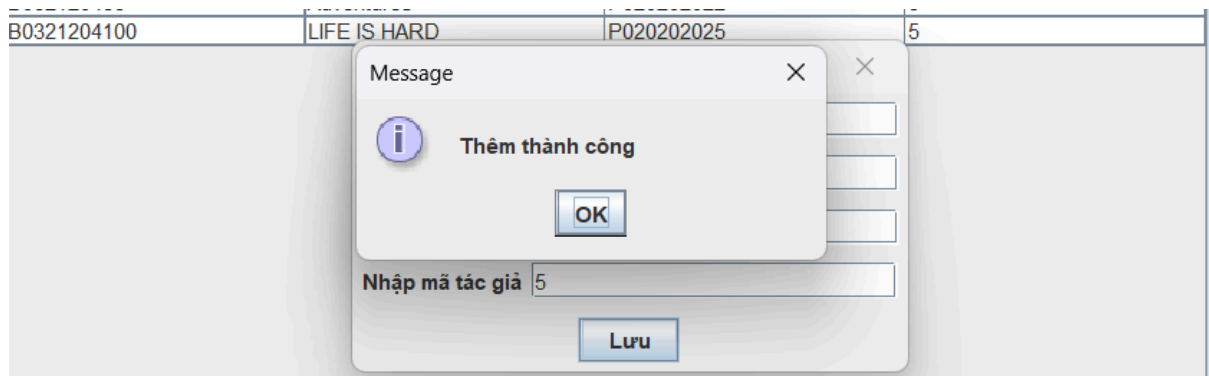 B0321204100 LIFE IS HARD P020202025 5
Message
Thêm thành công
OK
Nhập mã tác giả 5
Lưu